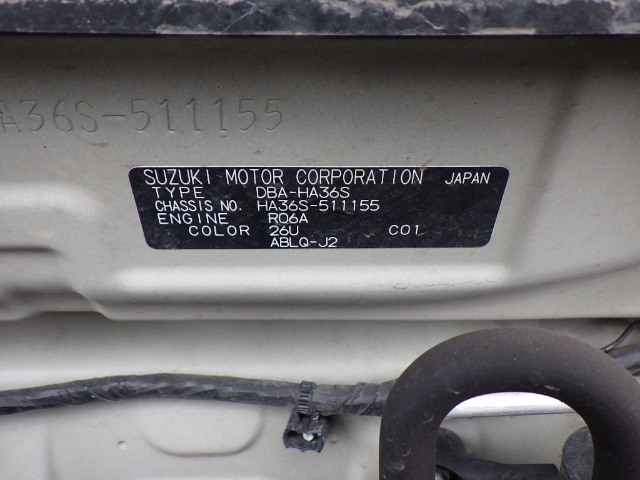 A36S-511155
SUZUKI MOTOR CORPORATION JAPAN
TYPE DBA-HA36S
CHASSIS NO. HA36S-511155
ENGINE R06A
COLOR 26U C01
ABLQ-J2